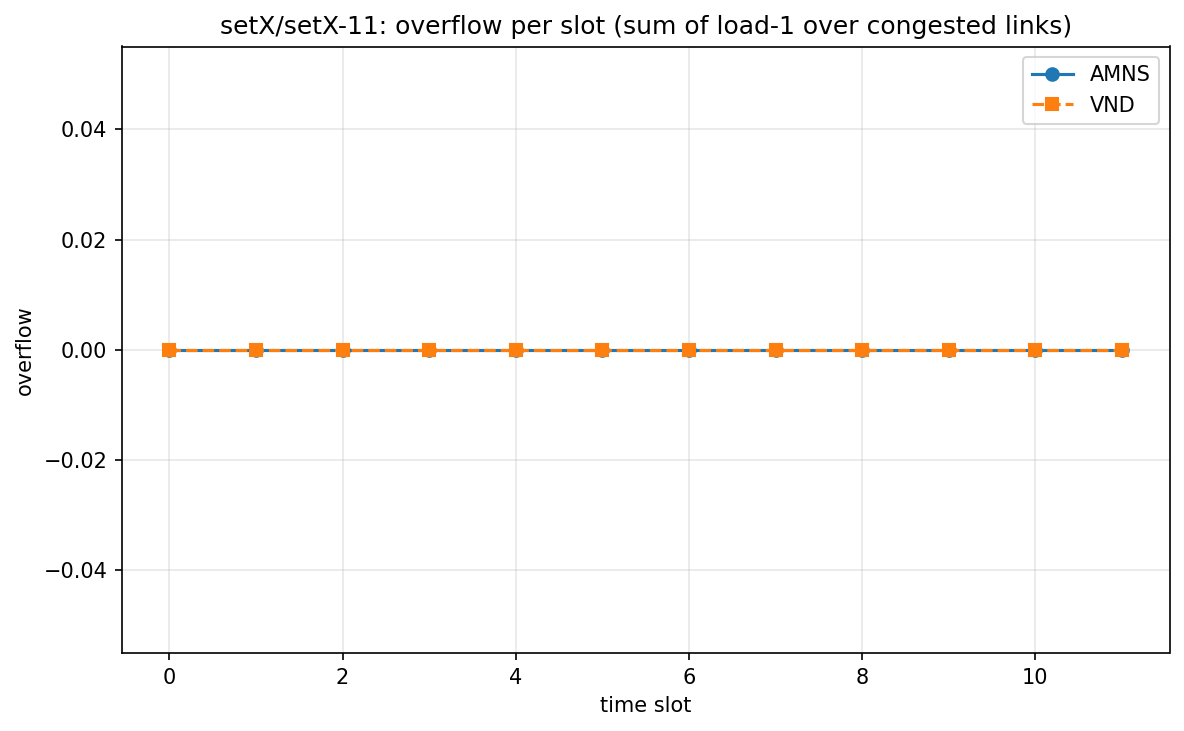 setX/setX-11: overflow per slot (sum of load-1 over congested links)
AMNS
VND
0.04
0.02
0.00
−0.02
−0.04
overflow
0 2 4 6 8 10
time slot